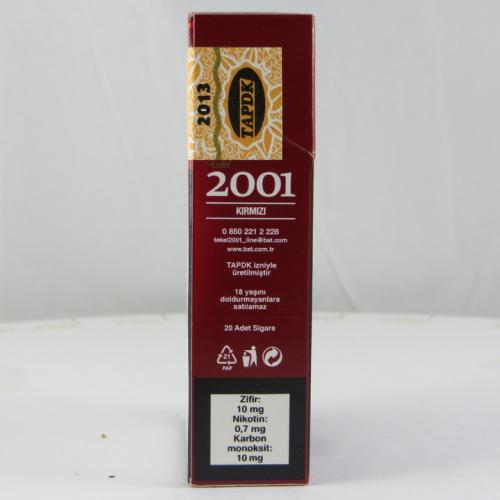 2013
TAPDK
2001
KIRMIZI
0 850 221 2 228
tekel2001_line@bat.com
www.bat.com.tr
TAPDK izniyle
üretilmiştir
18 yaşını
doldurmayanlara
satılamaz
20 Adet Sigara
21
PAP
Zifir:
10 mg
Nikotin:
0,7 mg
Karbon
monoksit:
10 mg